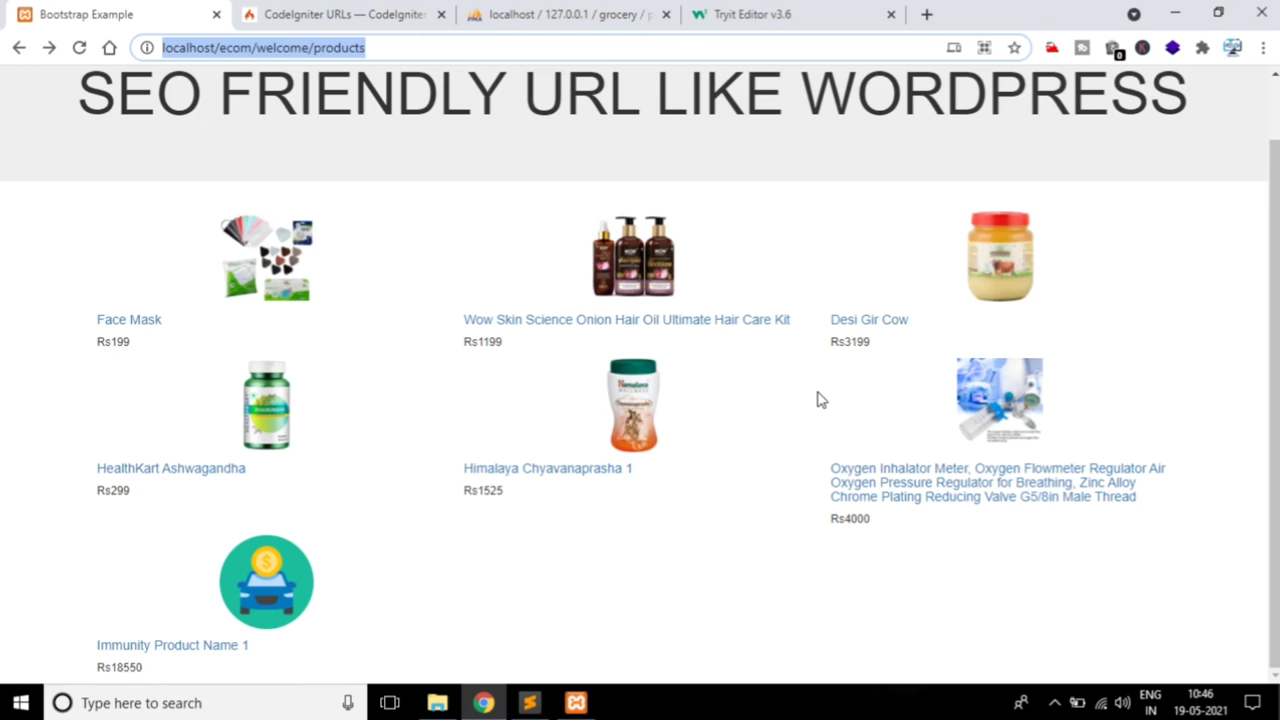 Bootstrap Example
CodeIgniter URLs — CodeIgniter
localhost / 127.0.0.1 / grocery / p
Tryit Editor v3.6
localhost/ecom/welcome/products
0
SEO FRIENDLY URL LIKE WORDPRESS
Face Mask
Rs199
Wow Skin Science Onion Hair Oil Ultimate Hair Care Kit
Rs1199
Desi Gir Cow
Rs3199
HealthKart Ashwagandha
Rs299
Himalaya Chyavanaprasha 1
Rs1525
Oxygen Inhalator Meter, Oxygen Flowmeter Regulator Air
Oxygen Pressure Regulator for Breathing, Zinc Alloy
Chrome Plating Reducing Valve G5/8in Male Thread
Rs4000
Immunity Product Name 1
Rs18550
Type here to search
ENG
IN
10:46
19-05-2021